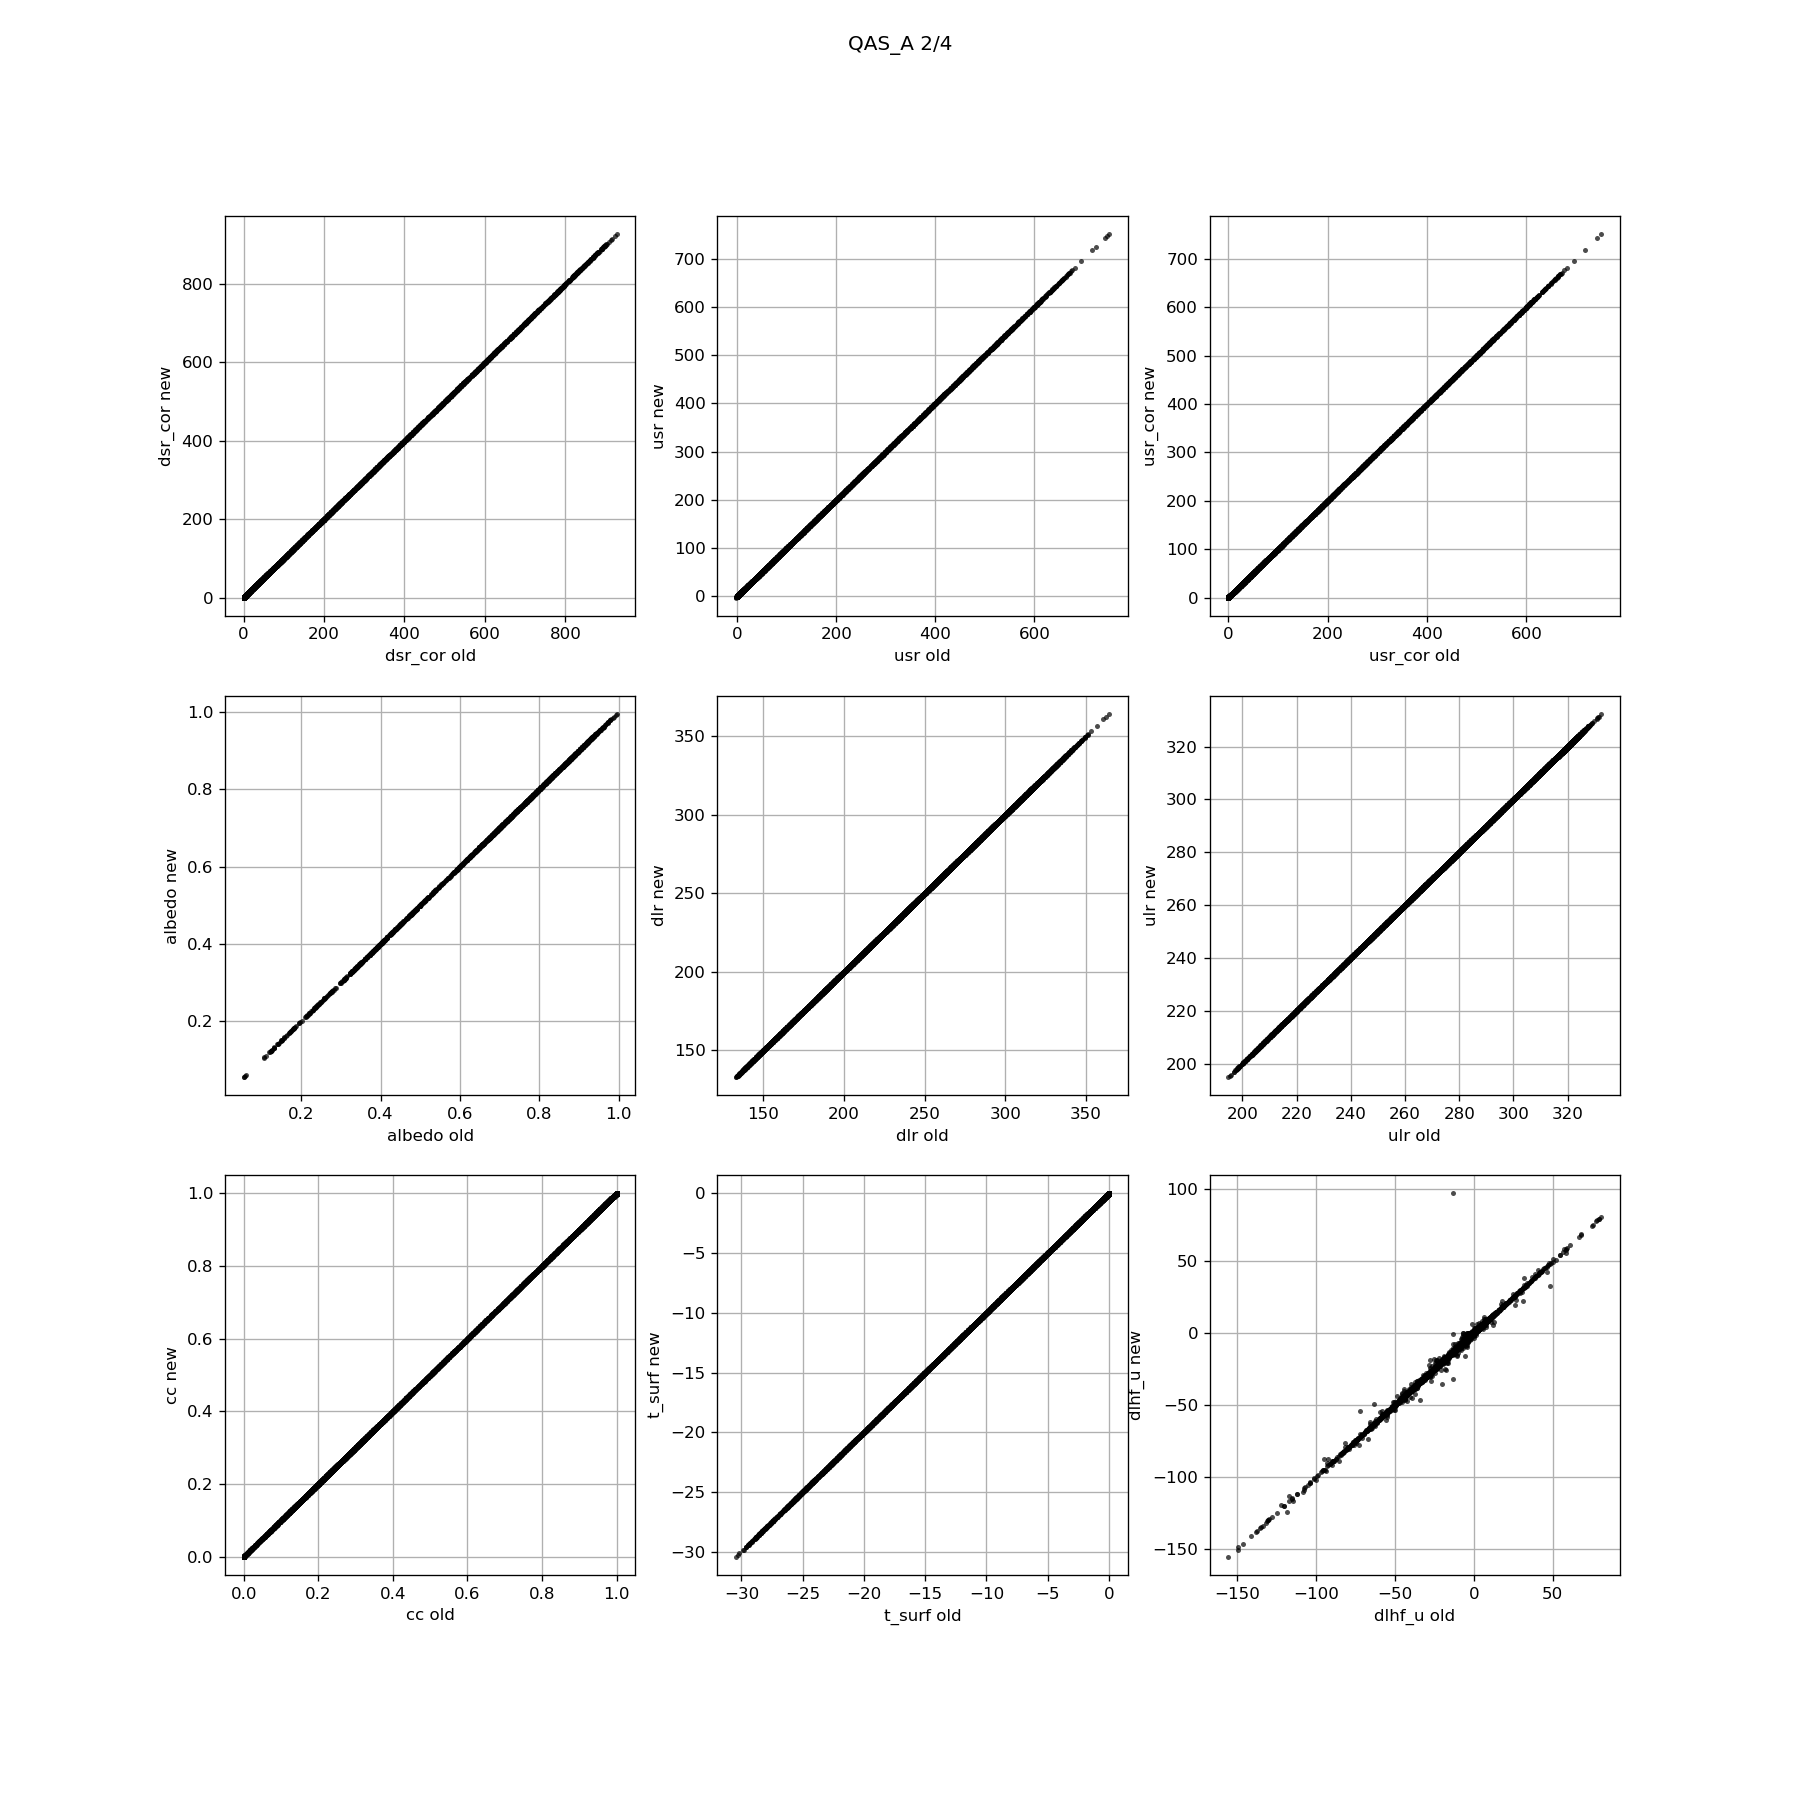 QAS_A 2/4
dsr_cor new
800
600
400
200
0
0 200 400 600 800
dsr_cor old
usr new
700
600
500
400
300
200
100
0
0 200 400 600
usr old
usr_cor new
700
600
500
400
300
200
100
0
0 200 400 600
usr_cor old
albedo new
1.0
0.8
0.6
0.4
0.2
0.2 0.4 0.6 0.8 1.0
albedo old
dlr new
350
300
250
200
150
150 200 250 300 350
dlr old
ulr new
320
300
280
260
240
220
200
200 220 240 260 280 300 320
ulr old
cc new
1.0
0.8
0.6
0.4
0.2
0.0
0.0 0.2 0.4 0.6 0.8 1.0
cc old
t_surf new
0
−5
−10
−15
−20
−25
−30
−30 −25 −20 −15 −10 −5 0
t_surf old
dlhf_u new
100
50
0
−50
−100
−150
−150 −100 −50 0 50
dlhf_u old